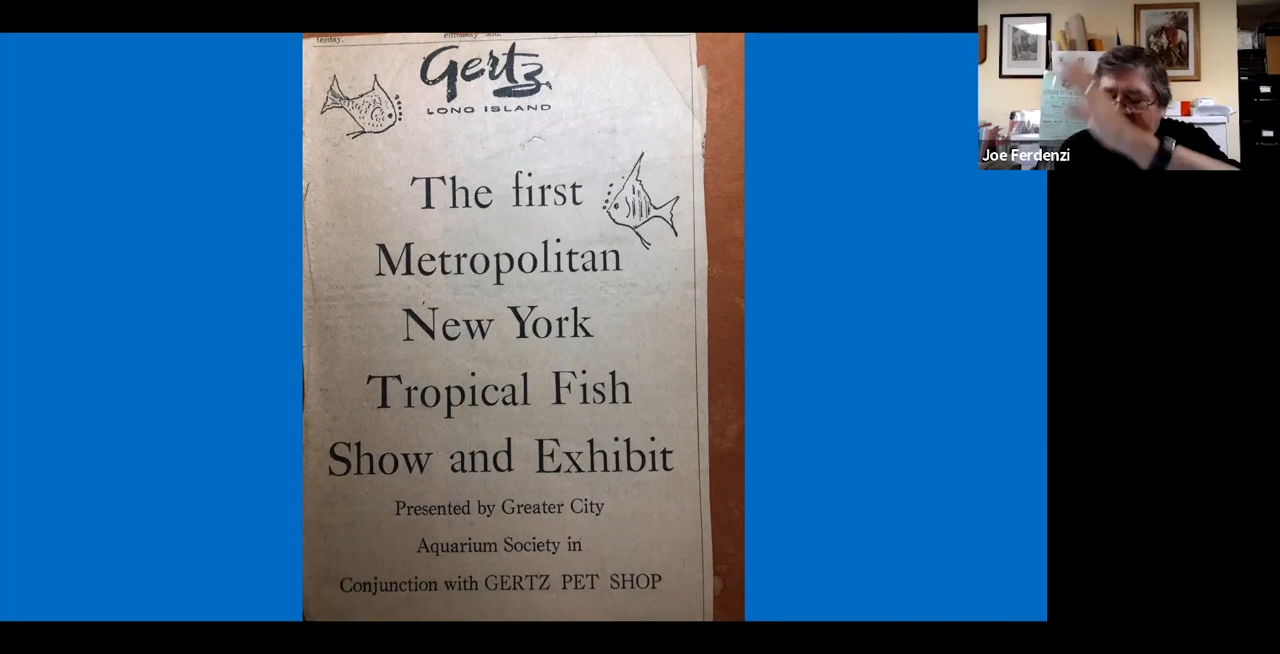 terday.
Gertz
LONG ISLAND
The first
Metropolitan
New York
Tropical Fish
Show and Exhibit
Presented by Greater City
Aquarium Society in
Conjunction with GERTZ PET SHOP
Joe Ferdenzi